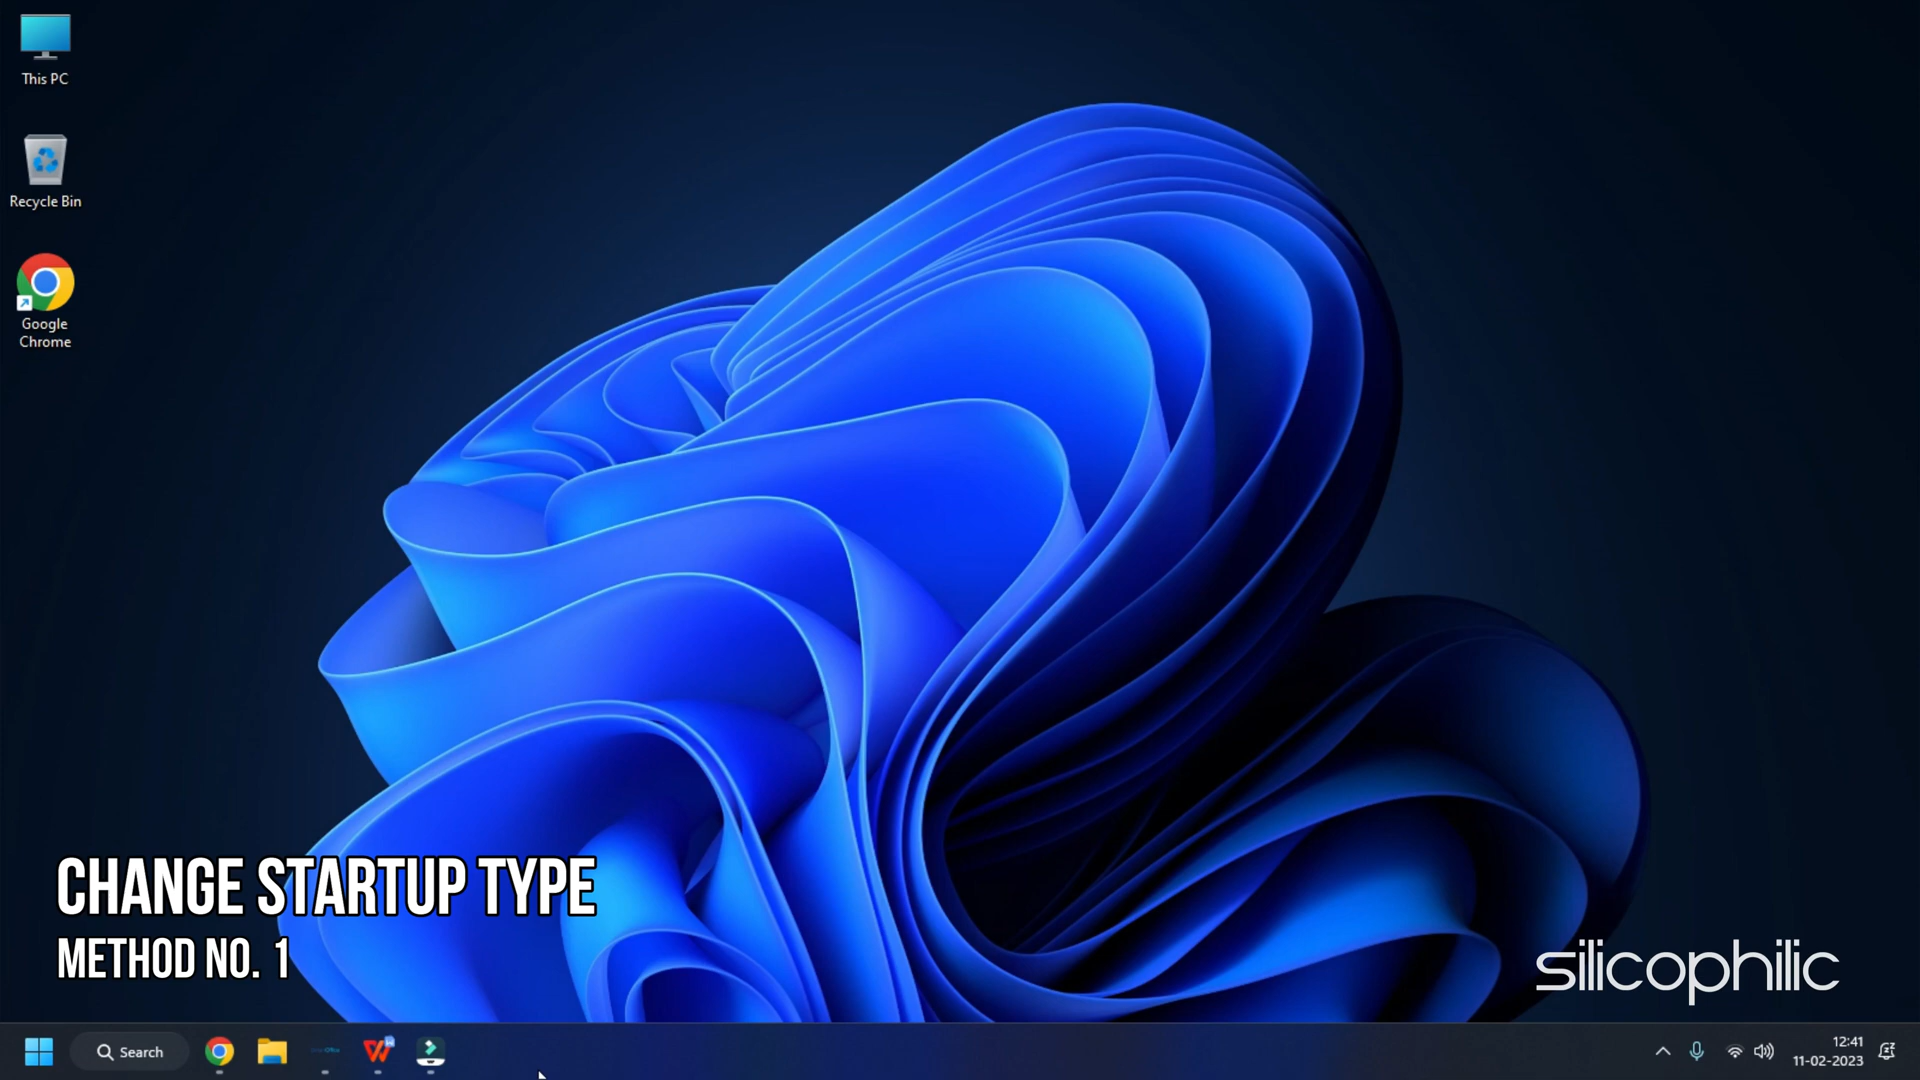 This PC
Recycle Bin
Google
Chrome
CHANGE STARTUP TYPE
METHOD NO. 1
silicophilic
Search
12:41
11-02-2023